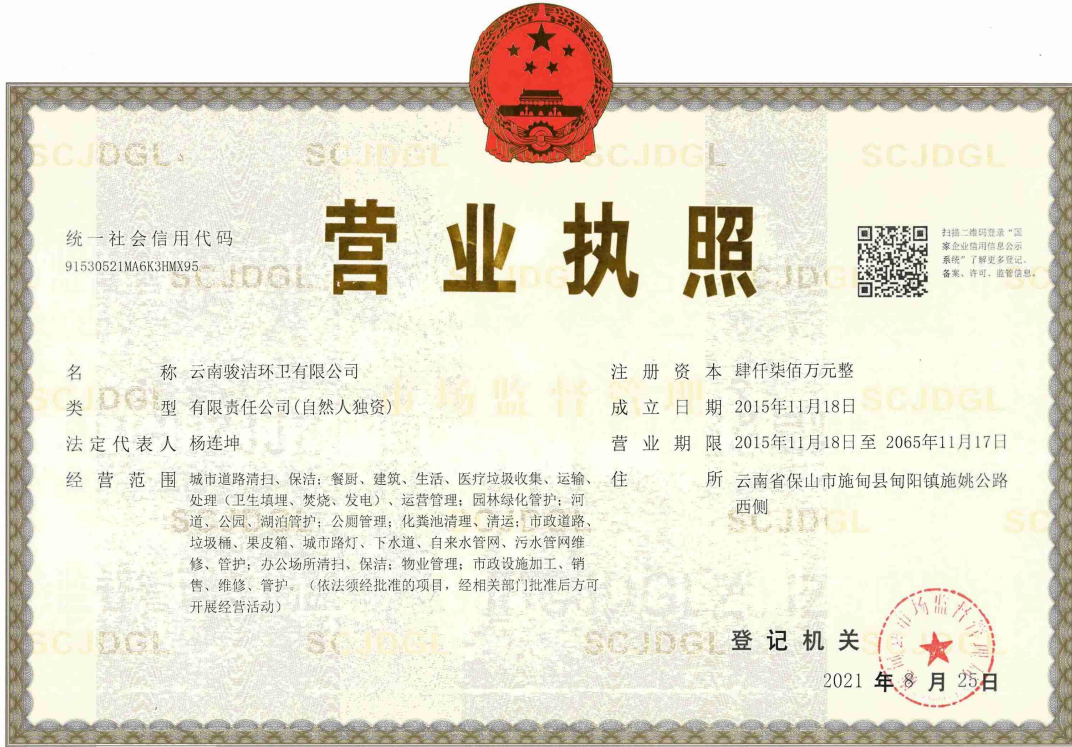 营业执照
统一社会信用代码
91530521MA6K3HMX95
扫描二维码登录“国
家企业信用信息公示
系统”了解更多登记、
备案、许可、监管信息。
名称 云南骏洁环卫有限公司
类型 有限责任公司(自然人独资)
法定代表人 杨连坤
经营范围 城市道路清扫、保洁；餐厨、建筑、生活、医疗垃圾收集、运输、
处理（卫生填埋、焚烧、发电）、运营管理；园林绿化管护；河
道、公园、湖泊管护；公厕管理；化粪池清理、清运；市政道路、
垃圾桶、果皮箱、城市路灯、下水道、自来水管网、污水管网维
修、管护；办公场所清扫、保洁；物业管理；市政设施加工、销
售、维修、管护。（依法须经批准的项目，经相关部门批准后方可
开展经营活动）
注册资本 肆仟柒佰万元整
成立日期 2015年11月18日
营业期限 2015年11月18日至 2065年11月17日
住所 云南省保山市施甸县甸阳镇施姚公路
西侧
登记机关
2021 年 8 月 25日
SCJDGL
市场监督管理